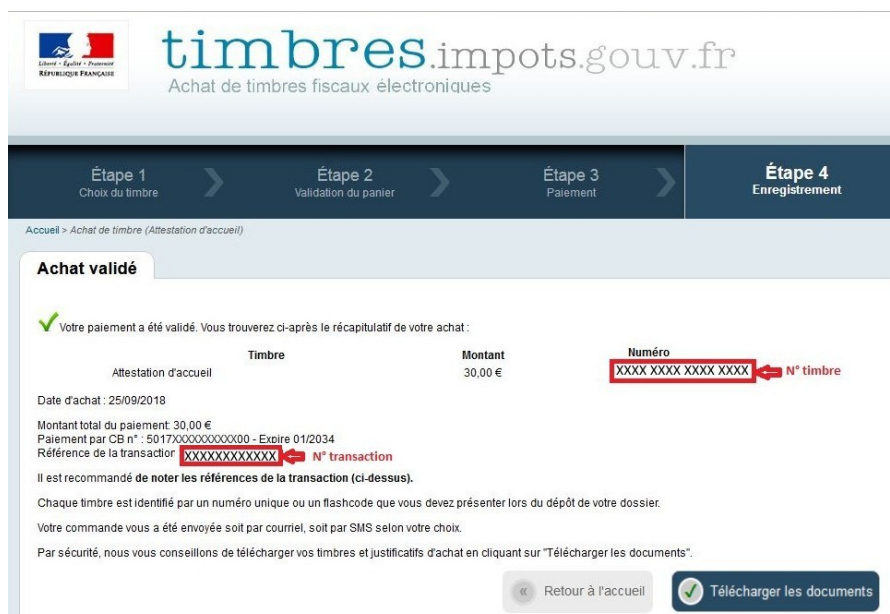 Liberté • Égalité • Fraternité
RÉPUBLIQUE FRANÇAISE
timbres.impots.gouv.fr
Achat de timbres fiscaux électroniques
Étape 1
Choix du timbre
Étape 2
Validation du panier
Étape 3
Paiement
Étape 4
Enregistrement
Accueil > Achat de timbre (Attestation d'accueil)
Achat validé
Votre paiement a été validé. Vous trouverez ci-après le récapitulatif de votre achat :
Timbre Montant Numéro
Attestation d'accueil 30,00 € XXXX XXXX XXXX XXXX N° timbre
Date d'achat : 25/09/2018
Montant total du paiement: 30,00 €
Paiement par CB n° : 5017XXXXXXXXXX00 - Expire 01/2034
Référence de la transaction XXXXXXXXXXXX N° transaction
Il est recommandé de noter les références de la transaction (ci-dessus).
Chaque timbre est identifié par un numéro unique ou un flashcode que vous devez présenter lors du dépôt de votre dossier.
Votre commande vous a été envoyée soit par courriel, soit par SMS selon votre choix.
Par sécurité, nous vous conseillons de télécharger vos timbres et justificatifs d'achat en cliquant sur "Télécharger les documents".
Retour à l'accueil
Télécharger les documents